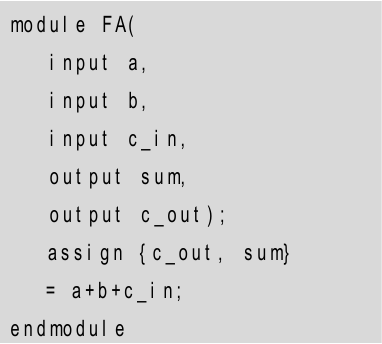 module FA(
input a,
input b,
input c_in,
output sum,
output c_out);
assign {c_out, sum}
= a+b+c_in;
endmodule